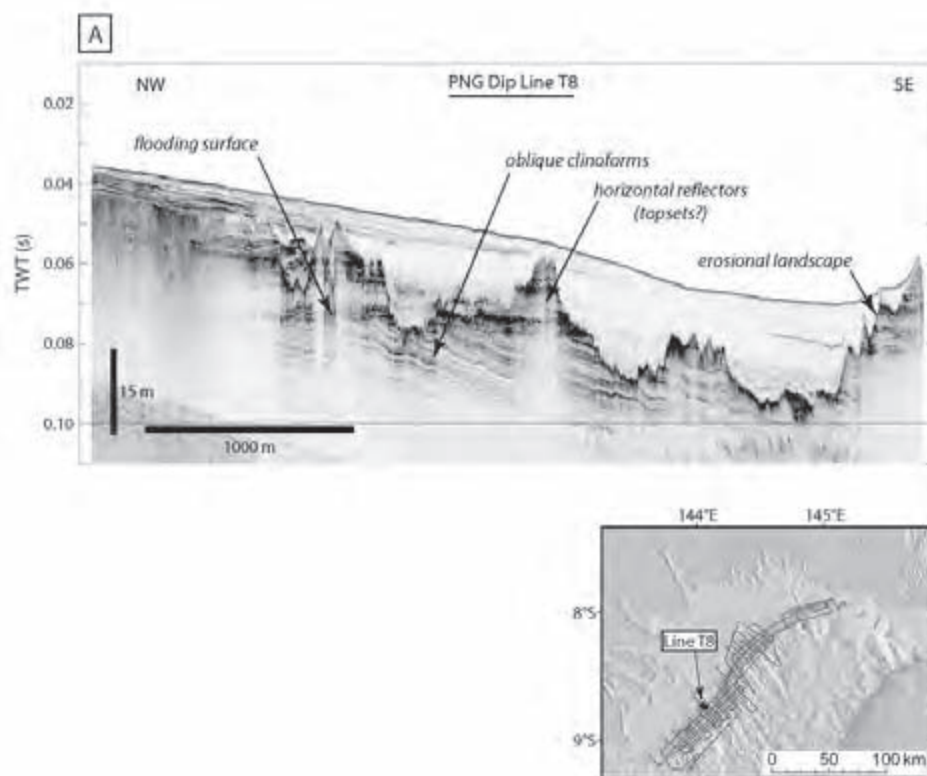 A
NW
PNG Dip Line T8
SE
0.02
flooding surface
oblique clinoforms
0.04
horizontal reflectors
(topsets?)
TWT (s)
0.06
erosional landscape
0.08
15 m
0.10
1000 m
144°E 145°E
8°S
Line T8
9°S
0 50 100 km